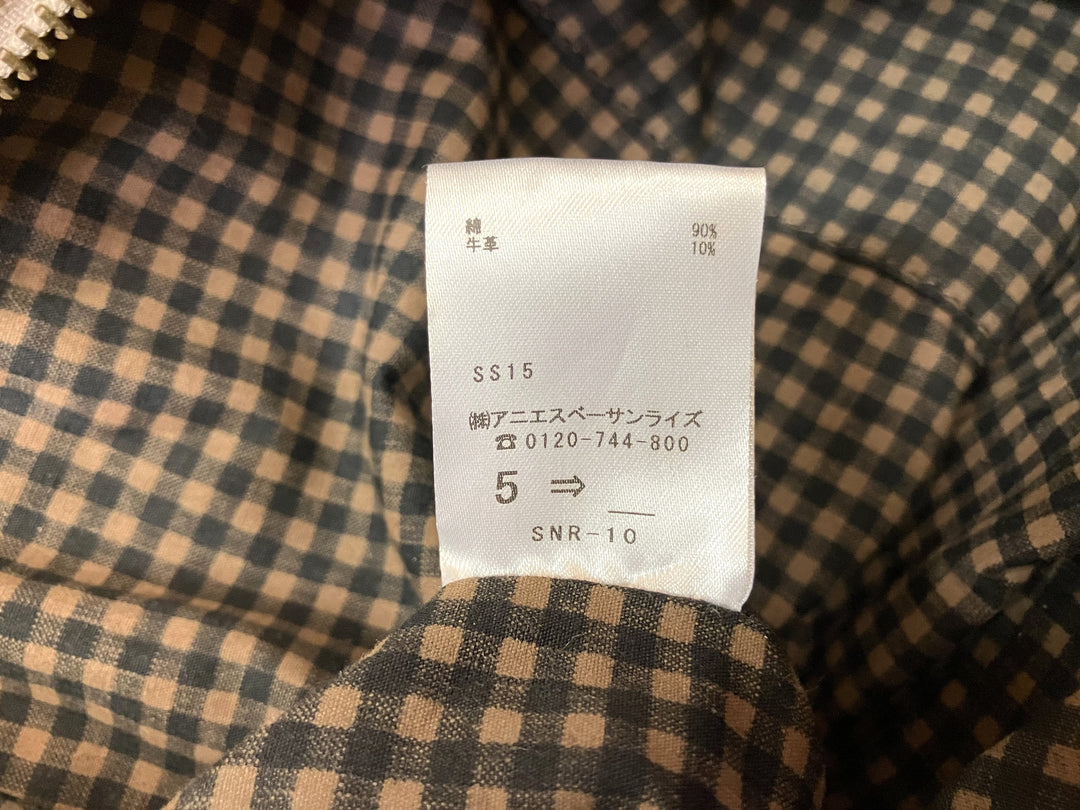 綿 90%
牛革 10%
SS15
㈱アニエスベーサンライズ
☎0120-744-800
5 ⇒ __
SNR-10